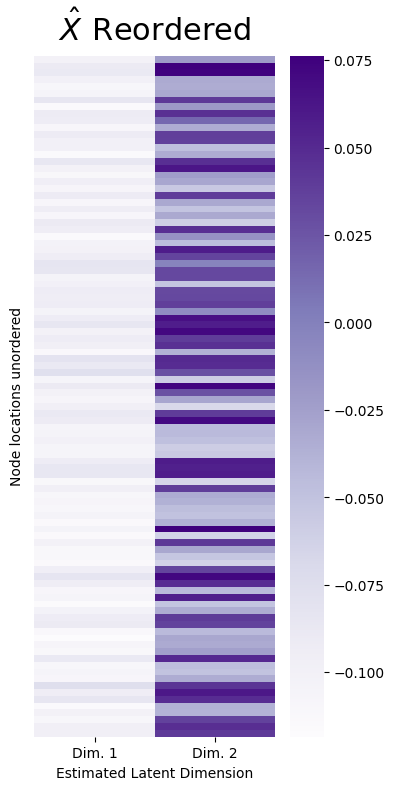 X̂ Reordered
Node locations unordered
Dim. 1
Dim. 2
Estimated Latent Dimension
0.075
0.050
0.025
0.000
−0.025
−0.050
−0.075
−0.100